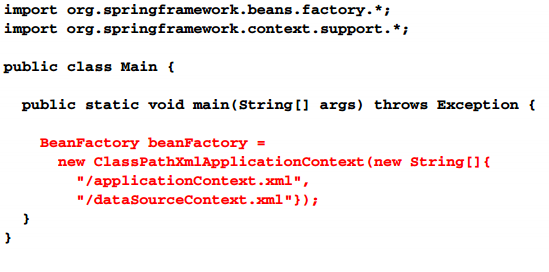 import org.springframework.beans.factory.*;
import org.springframework.context.support.*;
public class Main {
public static void main(String[] args) throws Exception {
BeanFactory beanFactory =
new ClassPathXmlApplicationContext(new String[]{
"/applicationContext.xml",
"/dataSourceContext.xml"});
}
}